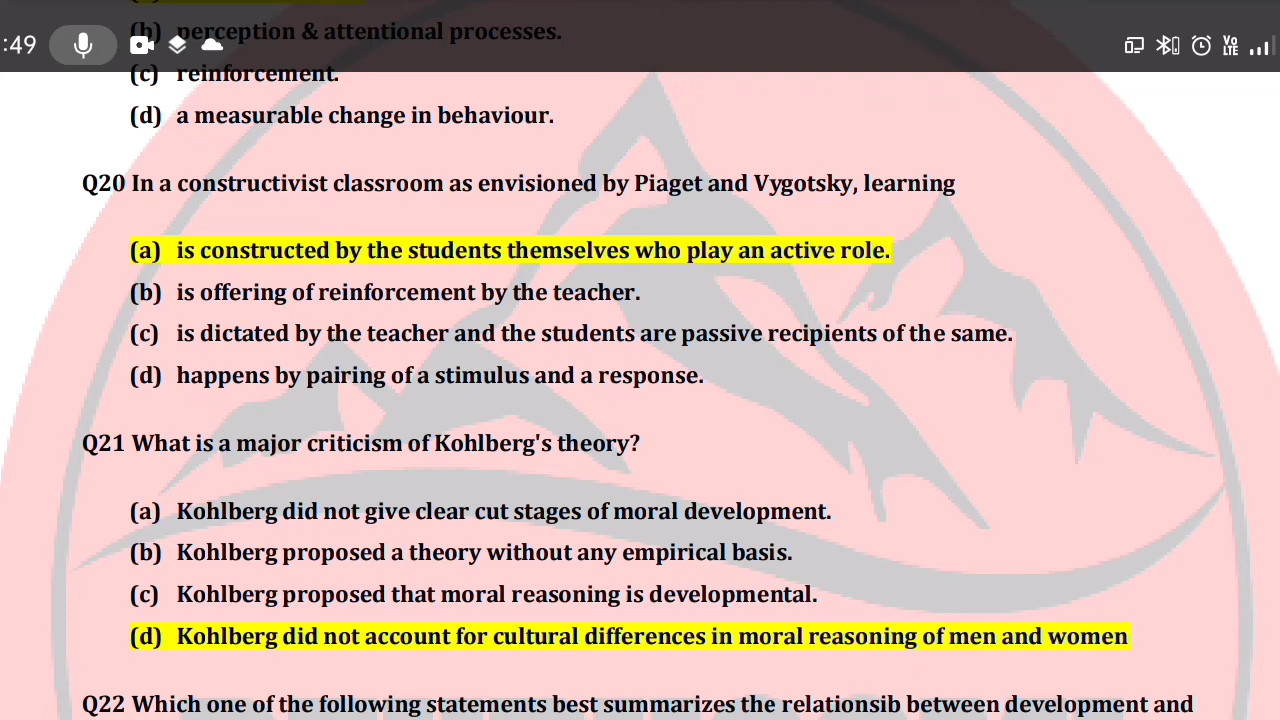 :49
Vo
LTE
(b) perception & attentional processes.
(c) reinforcement.
(d) a measurable change in behaviour.
Q20 In a constructivist classroom as envisioned by Piaget and Vygotsky, learning
(a) is constructed by the students themselves who play an active role.
(b) is offering of reinforcement by the teacher.
(c) is dictated by the teacher and the students are passive recipients of the same.
(d) happens by pairing of a stimulus and a response.
Q21 What is a major criticism of Kohlberg's theory?
(a) Kohlberg did not give clear cut stages of moral development.
(b) Kohlberg proposed a theory without any empirical basis.
(c) Kohlberg proposed that moral reasoning is developmental.
(d) Kohlberg did not account for cultural differences in moral reasoning of men and women
Q22 Which one of the following statements best summarizes the relationsib between development and